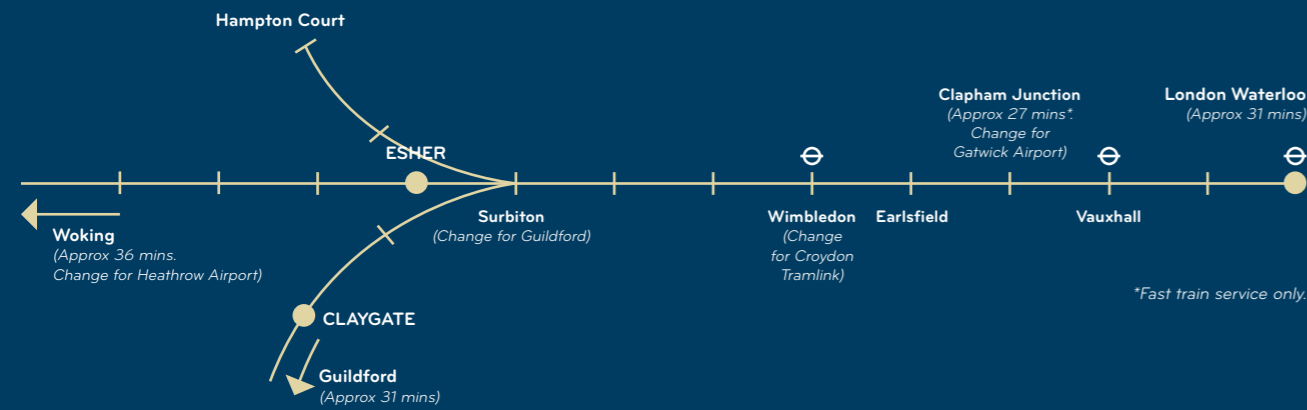 Hampton Court
ESHER
Clapham Junction
(Approx 27 mins*.
Change for
Gatwick Airport)
London Waterloo
(Approx 31 mins)
Woking
(Approx 36 mins.
Change for Heathrow Airport)
Surbiton
(Change for Guildford)
Wimbledon
(Change
for Croydon
Tramlink)
Earlsfield
Vauxhall
*Fast train service only.
CLAYGATE
Guildford
(Approx 31 mins)